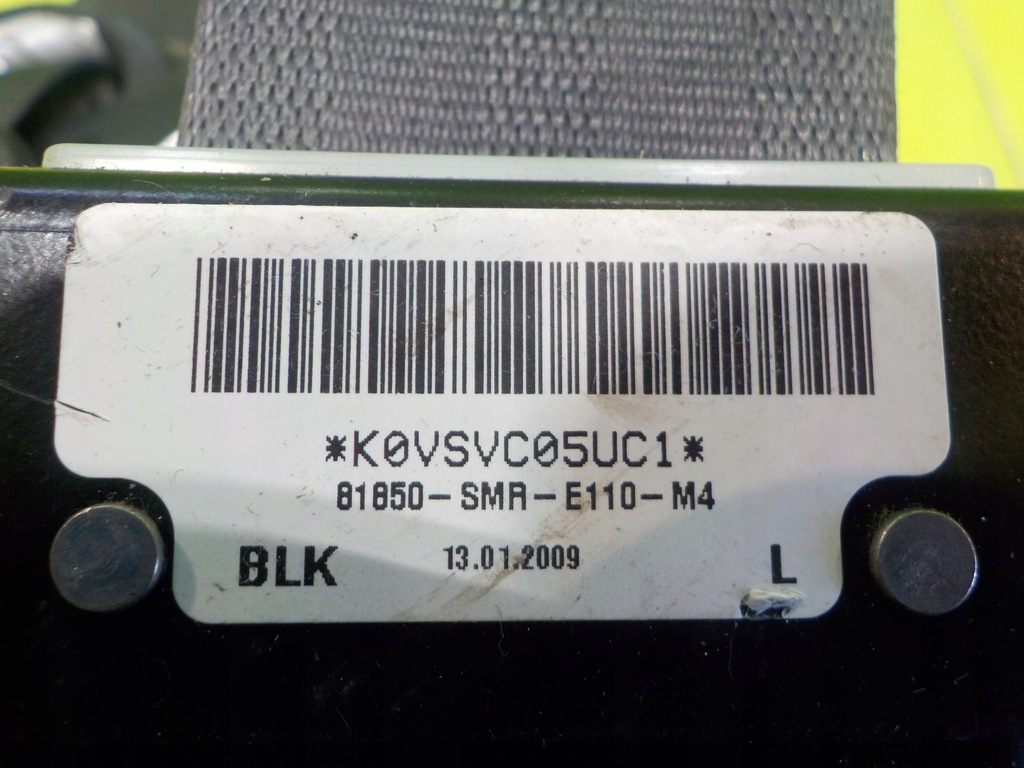 *K0VSVC05UC1*
81850-SMR-E110-M4
BLK 13.01.2009 L